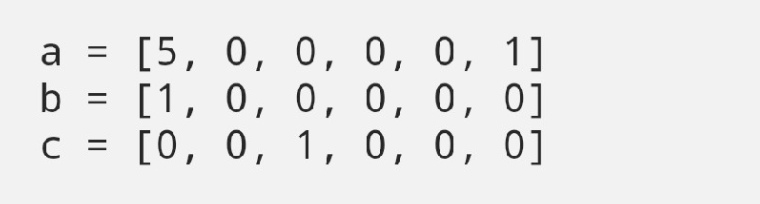 a = [5, 0, 0, 0, 0, 1]
b = [1, 0, 0, 0, 0, 0]
c = [0, 0, 1, 0, 0, 0]